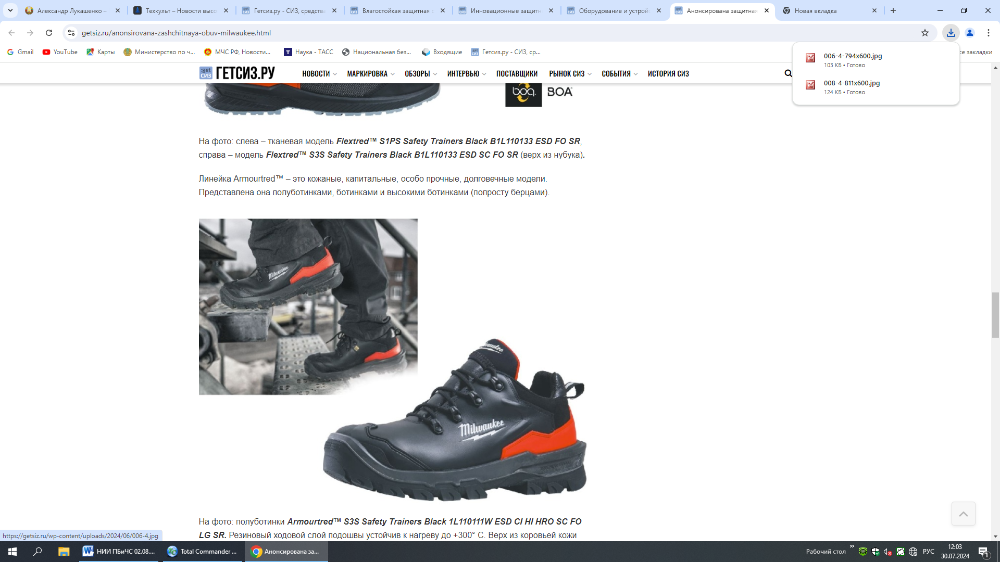 Александр Лукашенко –
Техкульт – Новости высо
Гетсиз.ру - СИЗ, средства
Влагостойкая защитная о
Инновационные защитн
Оборудование и устрой
Анонсирована защитная
Новая вкладка
getsiz.ru/anonsirovana-zashchitnaya-obuv-milwaukee.html
Gmail
YouTube
Карты
Министерство по ч...
МЧС РФ, Новости...
Наука - ТАСС
Национальная без...
Входящие
Гетсиз.ру - СИЗ, ср...
се закладки
006-4-794x600.jpg
103 КБ • Готово
008-4-811x600.jpg
124 КБ • Готово
:get СИЗ ГЕТСИЗ.РУ
НОВОСТИ
МАРКИРОВКА
ОБЗОРЫ
ИНТЕРВЬЮ
ПОСТАВЩИКИ
РЫНОК СИЗ
СОБЫТИЯ
ИСТОРИЯ СИЗ
boa. BOA®
На фото: слева – тканевая модель Flextred™ S1PS Safety Trainers Black B1L110133 ESD FO SR,
справа – модель Flextred™ S3S Safety Trainers Black B1L110133 ESD SC FO SR (верх из нубука).
Линейка Armourtred™ – это кожаные, капитальные, особо прочные, долговечные модели.
Представлена она полуботинками, ботинками и высокими ботинками (попросту берцами).
Milwaukee
Milwaukee
Milwaukee
На фото: полуботинки Armourtred™ S3S Safety Trainers Black 1L110111W ESD CI HI HRO SC FO
LG SR. Резиновый ходовой слой подошвы устойчив к нагреву до +300° С. Верх из коровьей кожи
https://getsiz.ru/wp-content/uploads/2024/06/006-4.jpg
НИИ ПБиЧС 02.08....
Total Commander ...
Анонсирована за...
Рабочий стол
РУС
12:03
30.07.2024
1